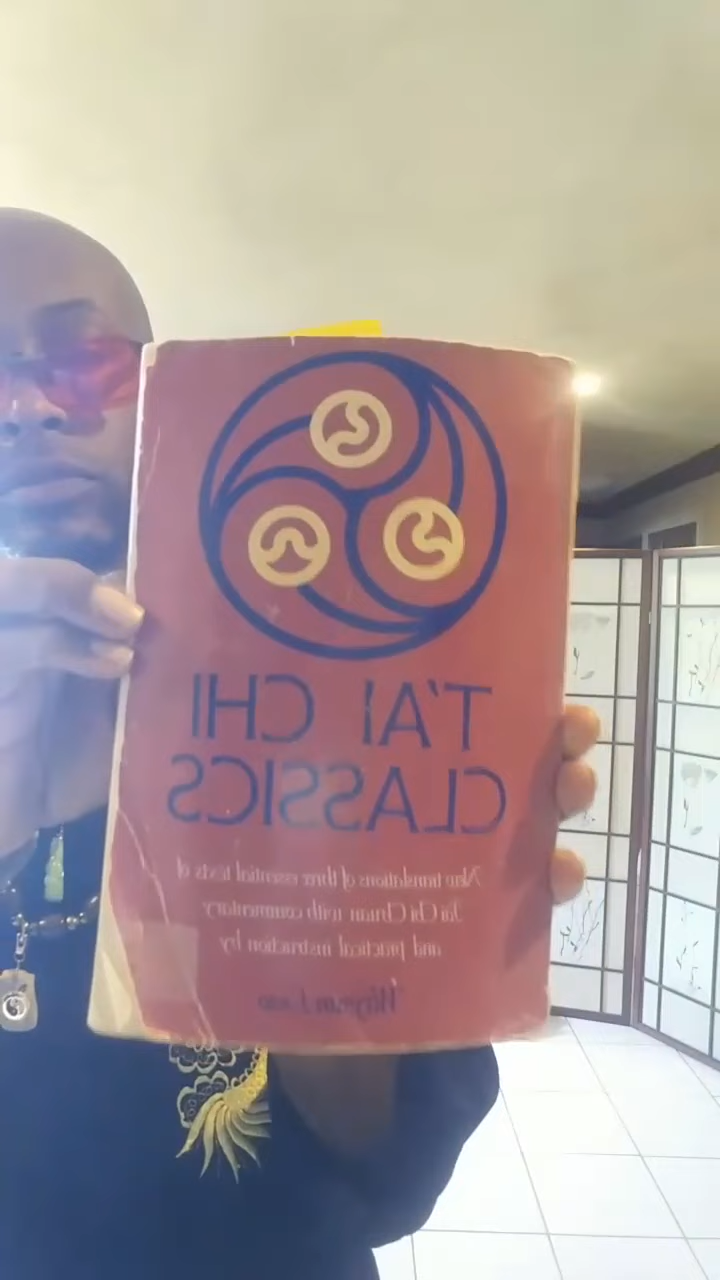 T'AI CHI
CLASSICS
New translations of three essential texts of
T'ai Chi Ch'uan with commentary
and practical instruction by
Waysun Liao